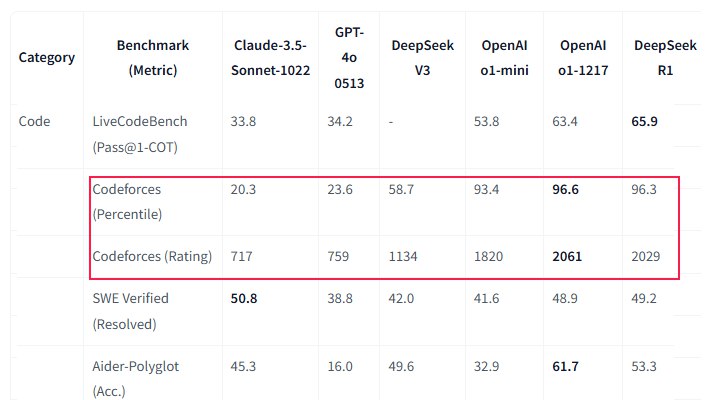 Category Benchmark (Metric) Claude-3.5-Sonnet-1022 GPT-4o 0513 DeepSeek V3 OpenAI o1-mini OpenAI o1-1217 DeepSeek R1
Code LiveCodeBench (Pass@1-COT) 33.8 34.2 - 53.8 63.4 65.9
Codeforces (Percentile) 20.3 23.6 58.7 93.4 96.6 96.3
Codeforces (Rating) 717 759 1134 1820 2061 2029
SWE Verified (Resolved) 50.8 38.8 42.0 41.6 48.9 49.2
Aider-Polyglot (Acc.) 45.3 16.0 49.6 32.9 61.7 53.3